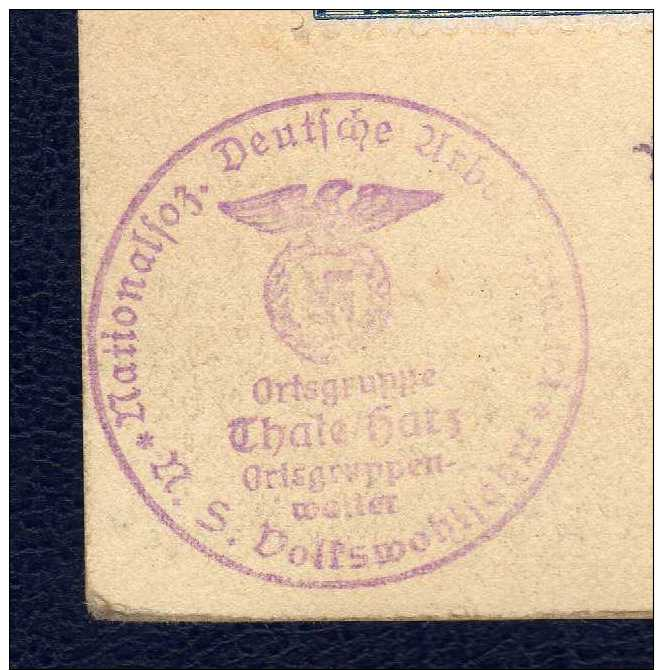 Nationalsoz. Deutsche Arb
Ortsgruppe
Thale/Harz
Ortsgruppen-
walter
* N. S. Volkswohlfahrt *